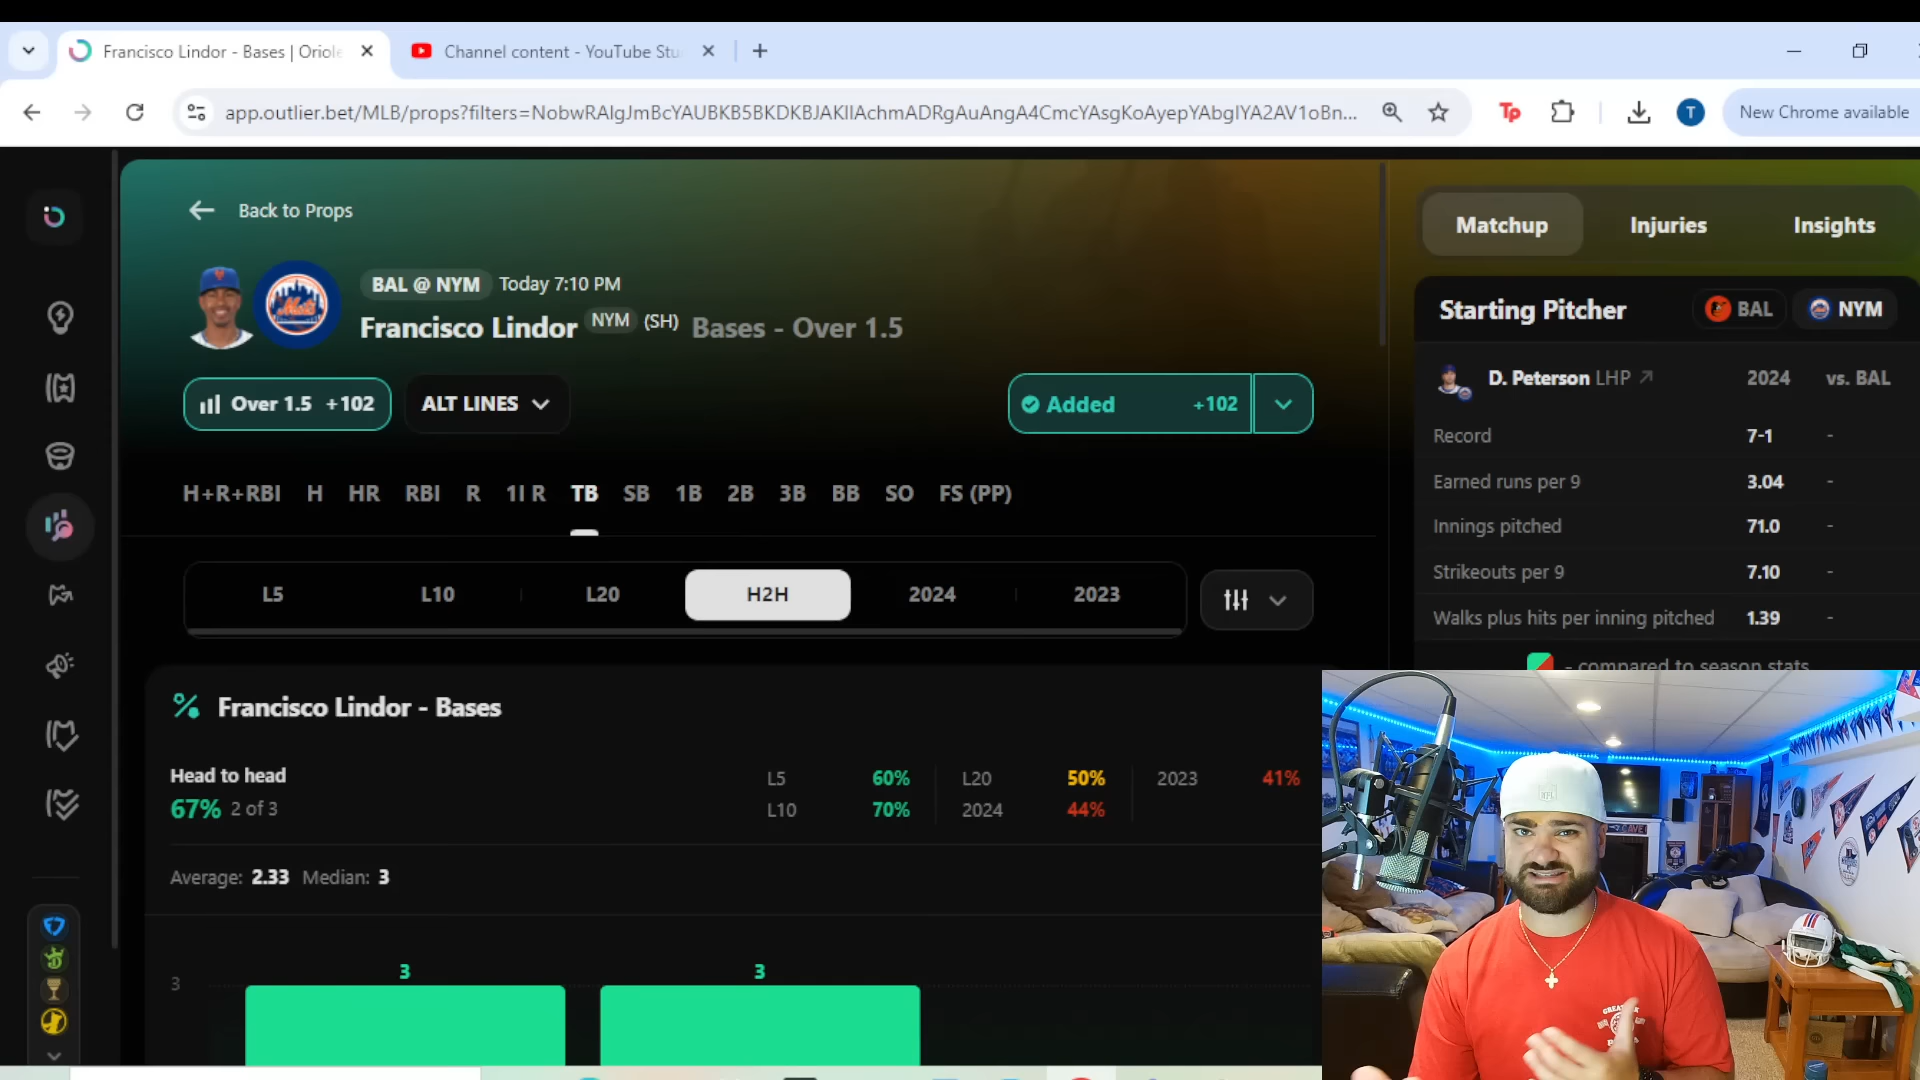 Francisco Lindor - Bases | Oriole
Channel content - YouTube Stu
app.outlier.bet/MLB/props?filters=NobwRAlgJmBcYAUBKB5BKDKBJAKIIAchmADRgAuAngA4CmcYAsgKoAyepYAbgIYA2AV1oBn...
Tp
T
New Chrome available
Back to Props
BAL @ NYM Today 7:10 PM
Francisco Lindor NYM (SH) Bases - Over 1.5
Over 1.5 +102
ALT LINES
Added +102
H+R+RBI H HR RBI R 1I R TB SB 1B 2B 3B BB SO FS (PP)
L5 L10 L20 H2H 2024 2023
Francisco Lindor - Bases
Head to head
67% 2 of 3
L5 60% L20 50% 2023 41%
L10 70% 2024 44%
Average: 2.33 Median: 3
3
3
3
Matchup Injuries Insights
Starting Pitcher BAL NYM
D. Peterson LHP 2024 vs. BAL
Record 7-1 -
Earned runs per 9 3.04 -
Innings pitched 71.0 -
Strikeouts per 9 7.10 -
Walks plus hits per inning pitched 1.39 -
- compared to season stats